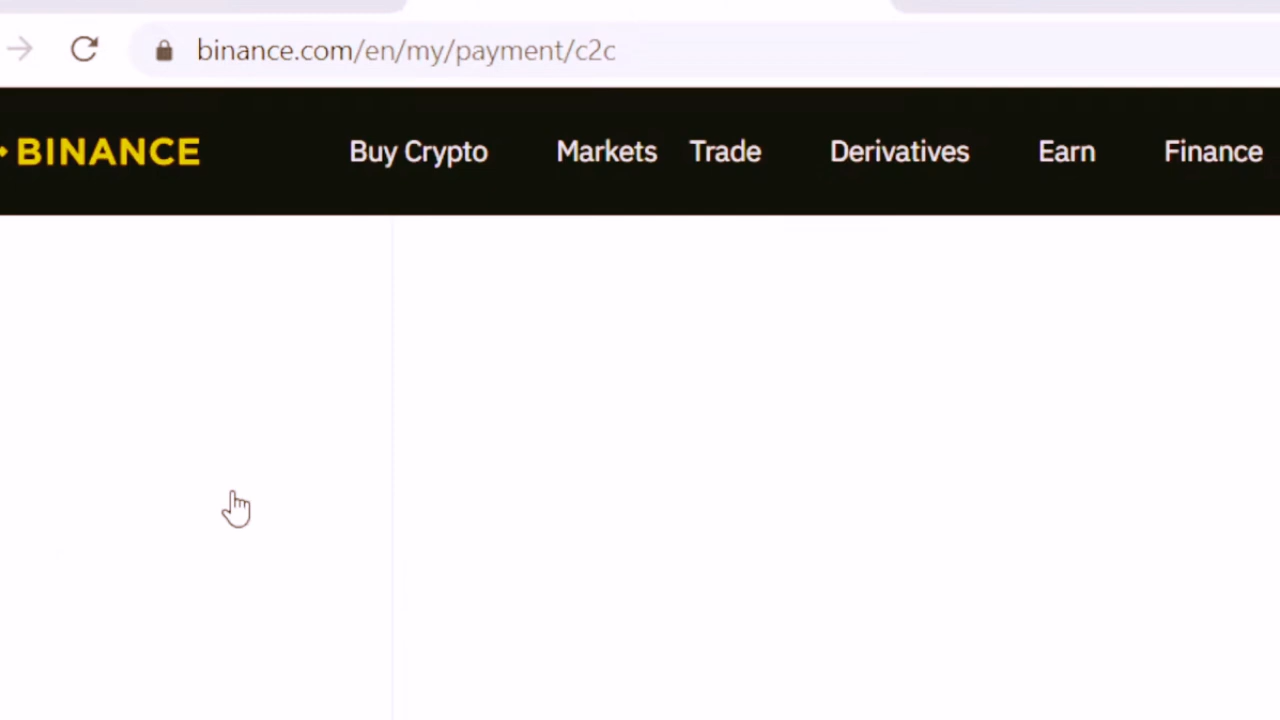 binance.com/en/my/payment/c2c
BINANCE Buy Crypto Markets Trade Derivatives Earn Finance